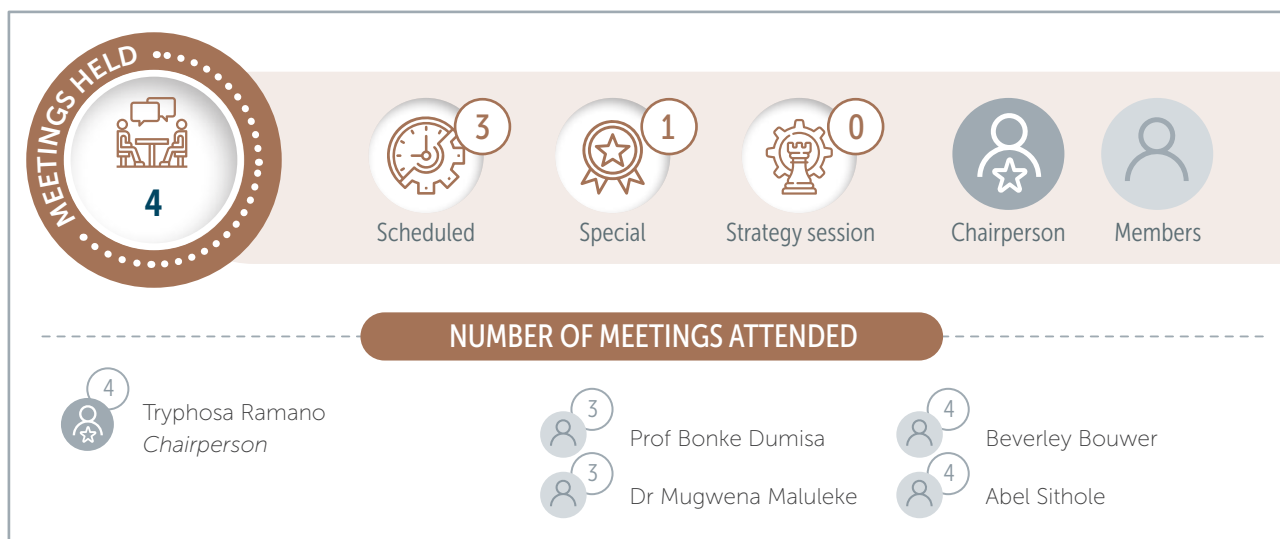 MEETINGS HELD
4
3
Scheduled
1
Special
0
Strategy session
Chairperson
Members
NUMBER OF MEETINGS ATTENDED
4
Tryphosa Ramano
Chairperson
3
Prof Bonke Dumisa
3
Dr Mugwena Maluleke
4
Beverley Bouwer
4
Abel Sithole